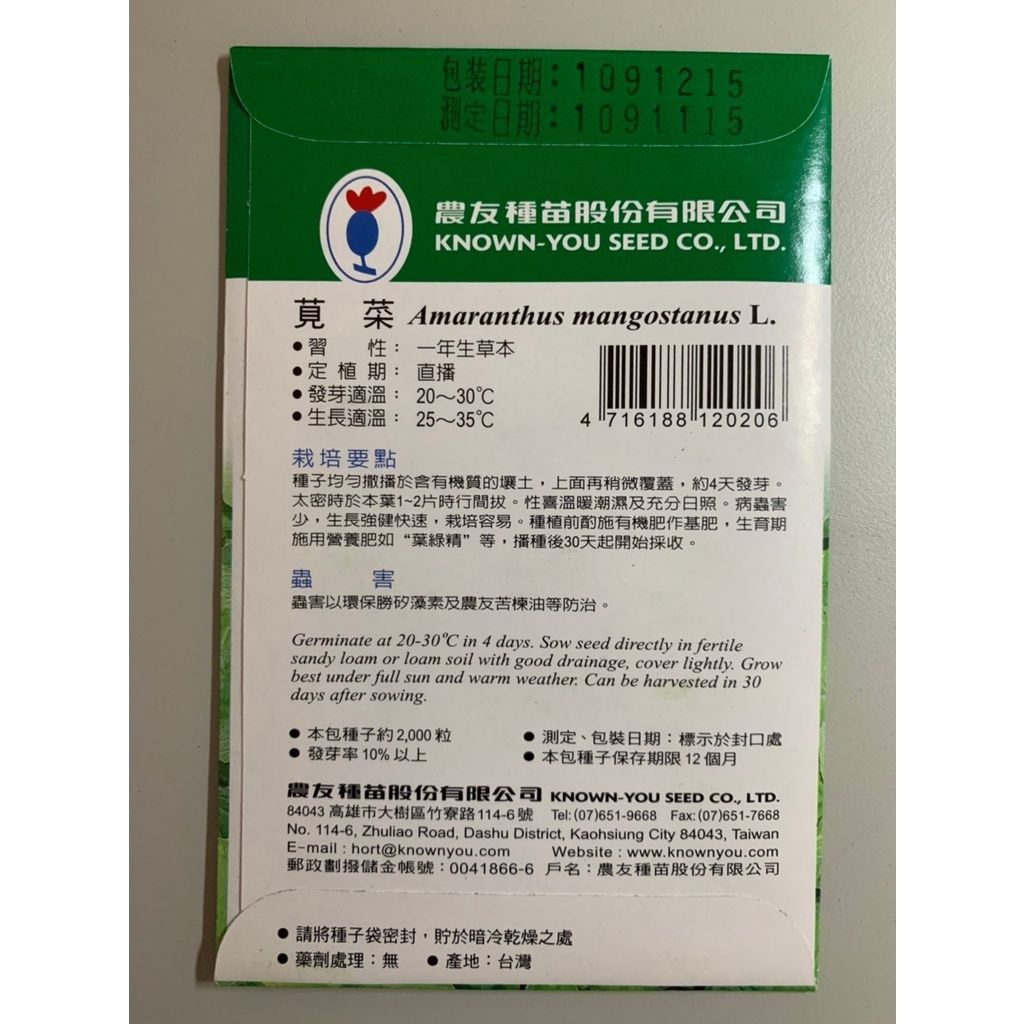 包裝日期：1091215
測定日期：1091115
農友種苗股份有限公司
KNOWN-YOU SEED CO., LTD.
莧 菜 Amaranthus mangostanus L.
●習 性： 一年生草本
●定 植 期： 直播
●發芽適溫： 20～30℃
●生長適溫： 25～35℃
4 716188 120206
栽培要點
種子均勻撒播於含有機質的壤土，上面再稍微覆蓋，約4天發芽。
太密時於本葉1~2片時行間拔。性喜溫暖潮濕及充分日照。病蟲害
少，生長強健快速，栽培容易。種植前酌施有機肥作基肥，生育期
施用營養肥如“葉綠精”等，播種後30天起開始採收。
蟲 害
蟲害以環保勝矽藻素及農友苦楝油等防治。
Germinate at 20-30℃ in 4 days. Sow seed directly in fertile
sandy loam or loam soil with good drainage, cover lightly. Grow
best under full sun and warm weather. Can be harvested in 30
days after sowing.
●本包種子約2,000粒 ●測定、包裝日期：標示於封口處
●發芽率10%以上 ●本包種子保存期限12個月
農友種苗股份有限公司 KNOWN-YOU SEED CO., LTD.
84043 高雄市大樹區竹寮路114-6號 Tel:(07)651-9668 Fax:(07)651-7668
No. 114-6, Zhuliao Road, Dashu District, Kaohsiung City 84043, Taiwan
E-mail : hort@knownyou.com Website : www.knownyou.com
郵政劃撥儲金帳號：0041866-6 戶名：農友種苗股份有限公司
●請將種子袋密封，貯於暗冷乾燥之處
●藥劑處理：無 ●產地：台灣